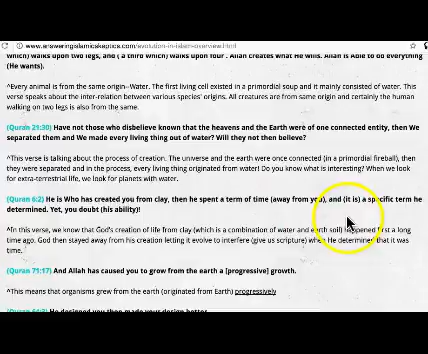 www.answeringislamicskeptics.com/evolution-in-islam-overview.html
which) walks upon two legs, and ( a third which) walks upon four . Allah creates what He wills. Allah is Able to do everything
(He wants).
^Every animal is from the same origin--Water. The first living cell existed in a primordial soup and it mainly consisted of water. This
verse speaks about the inter-relation between various species' origins. All creatures are from same origin and certainly the human
walking on two legs is also from the same.
(Quran 21:30) Have not those who disbelieve known that the heavens and the Earth were of one connected entity, then We
separated them and We made every living thing out of water? Will they not then believe?
^This verse is talking about the process of creation. The universe and the earth were once connected (in a primordial fireball), then
they were separated and in the process, every living thing originated from water! Do you know what is interesting? When we look
for extra-terrestrial life, we look for planets with water.
(Quran 6:2) He is Who has created you from clay, then he spent a term of time (away from you), and (it is) a specific term he
determined. Yet, you doubt (his ability)!
^In this verse, we know that God's creation of life from clay (which is a combination of water and earth soil) happened first a long
time ago. God then stayed away from his creation letting it evolve to interfere (give us scripture) when He determined that it was
time.
(Quran 71:17) And Allah has caused you to grow from the earth a [progressive] growth.
^This means that organisms grew from the earth (originated from Earth) progressively